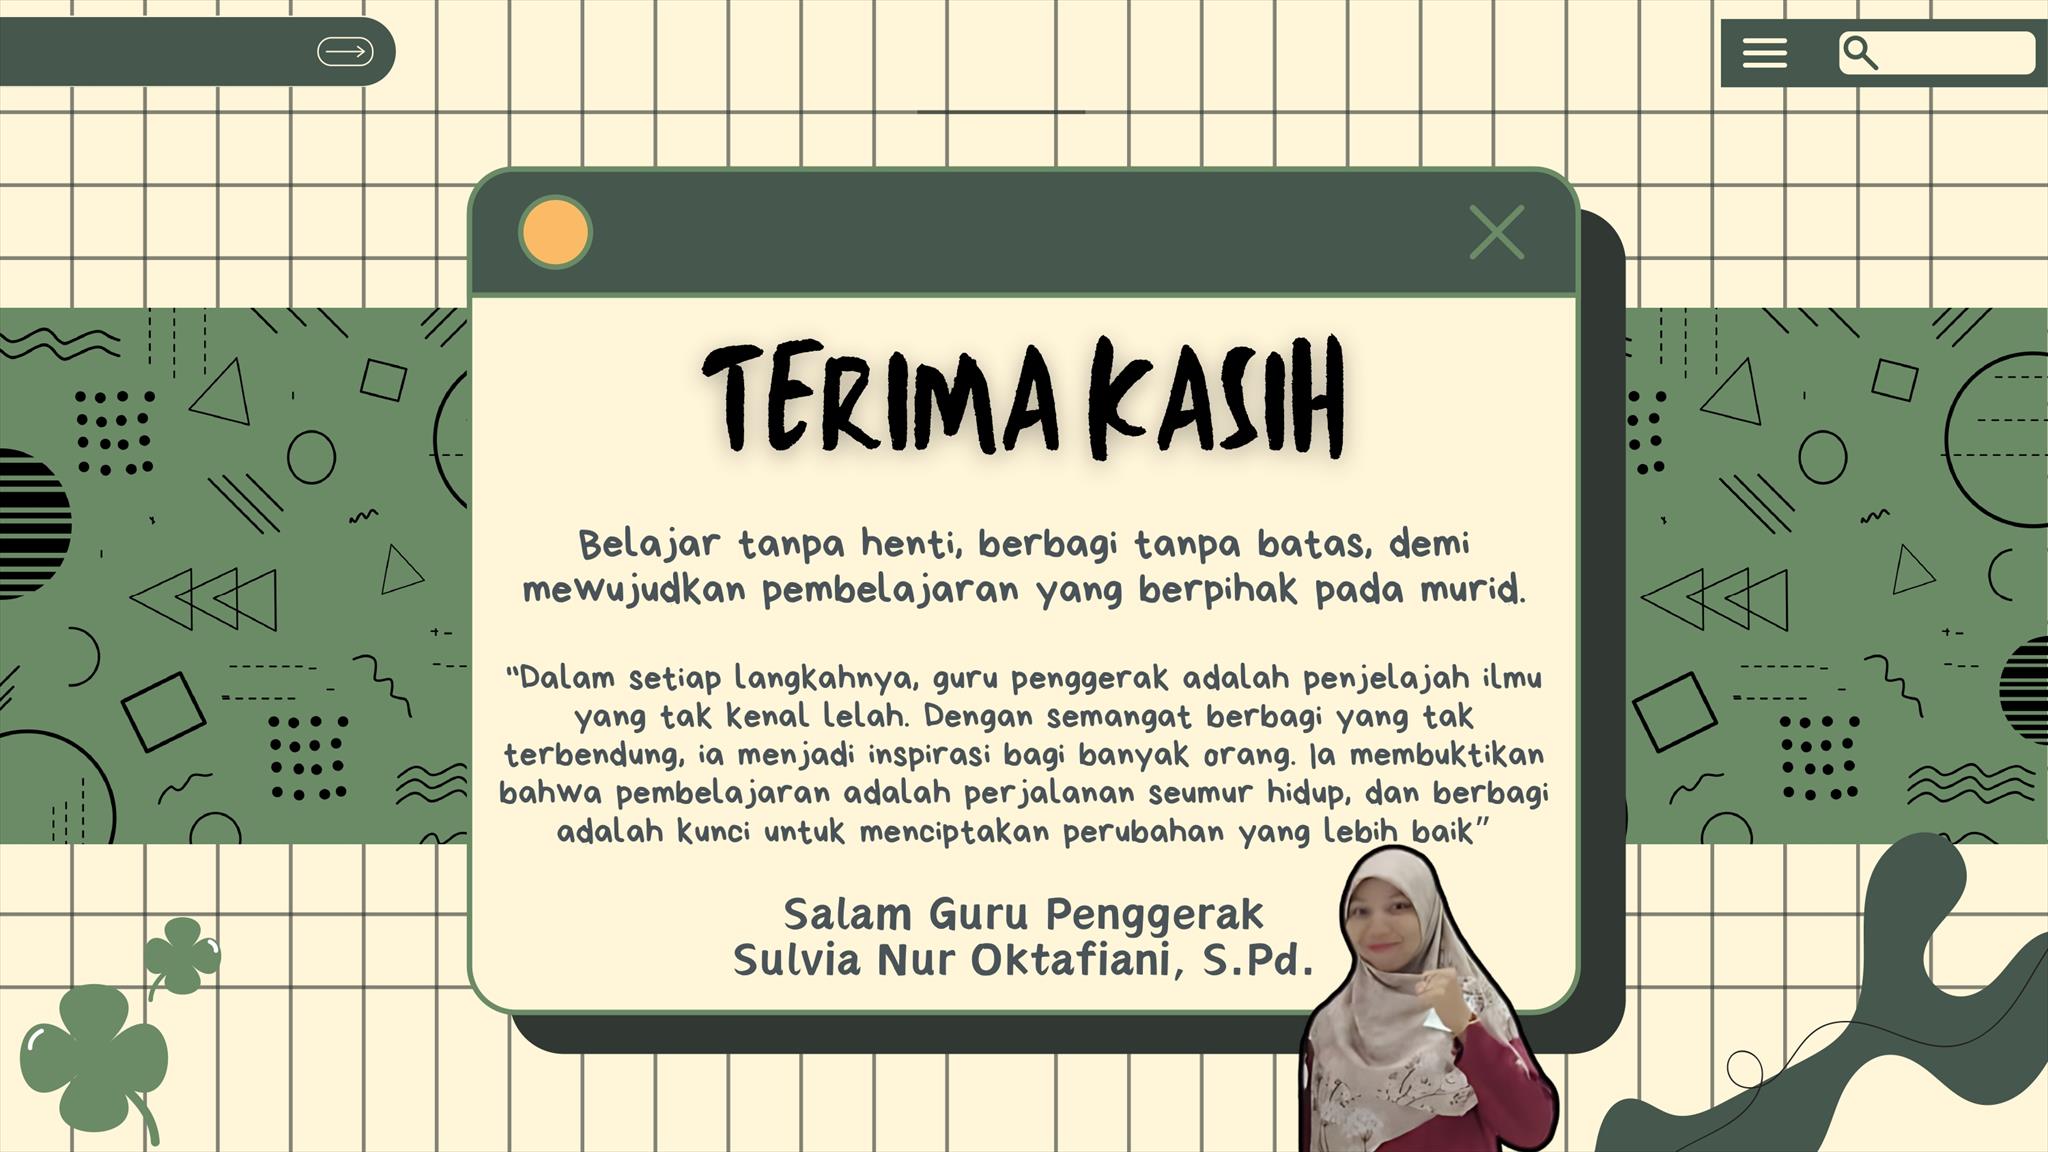 TERIMA KASIH
Belajar tanpa henti, berbagi tanpa batas, demi
mewujudkan pembelajaran yang berpihak pada murid.
"Dalam setiap langkahnya, guru penggerak adalah penjelajah ilmu
yang tak kenal lelah. Dengan semangat berbagi yang tak
terbendung, ia menjadi inspirasi bagi banyak orang. Ia membuktikan
bahwa pembelajaran adalah perjalanan seumur hidup, dan berbagi
adalah kunci untuk menciptakan perubahan yang lebih baik"
Salam Guru Penggerak
Sulvia Nur Oktafiani, S.Pd.